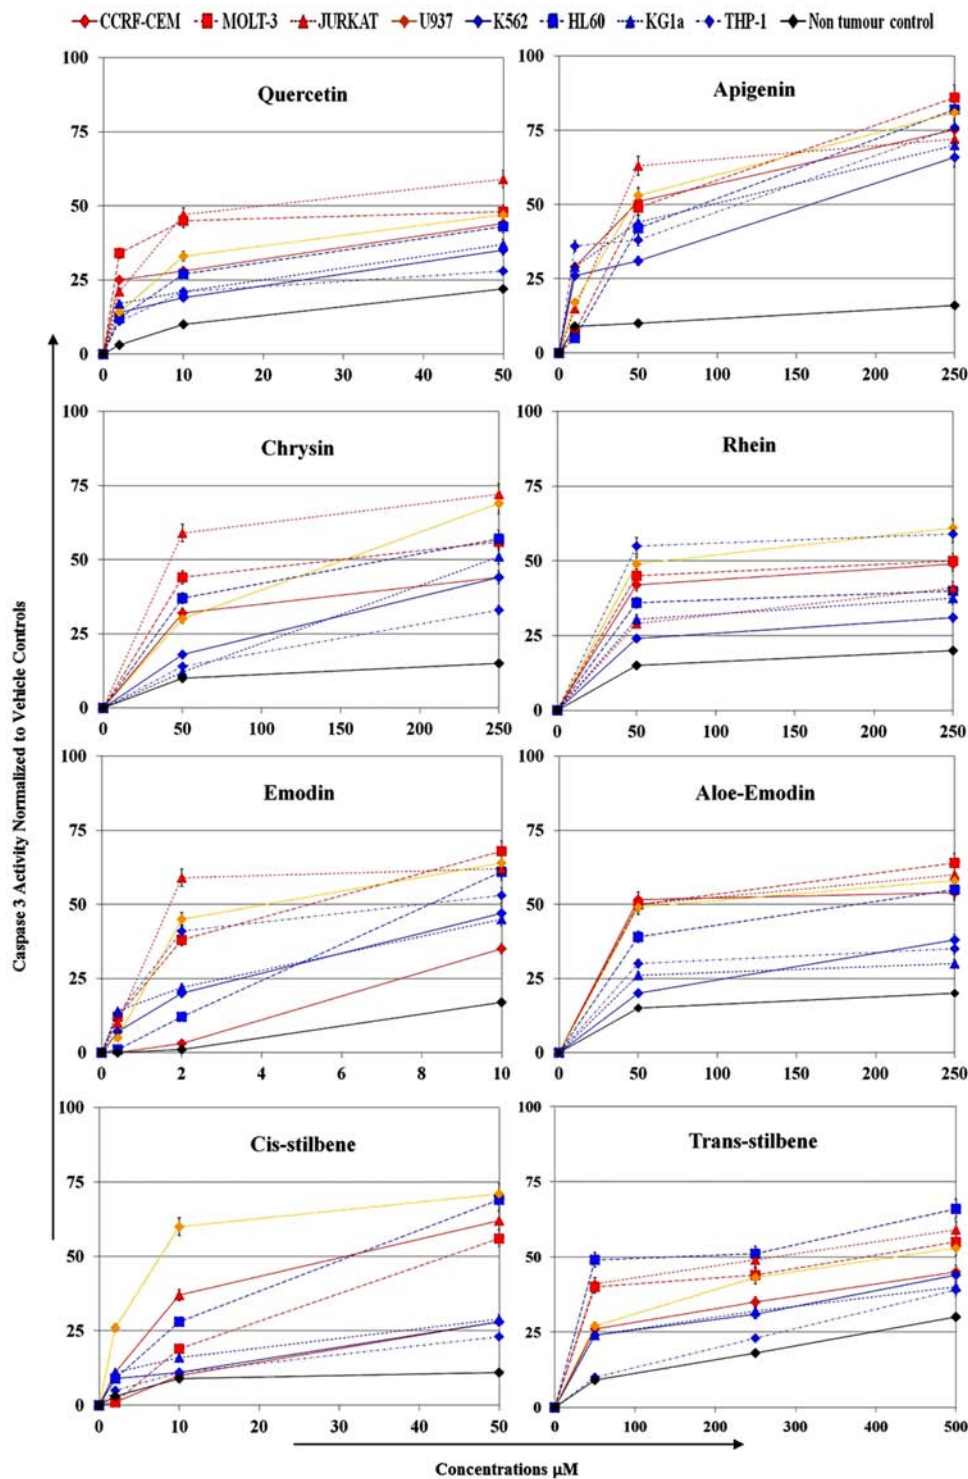 CCRF-CEM MOLT-3 JURKAT U937 K562 HL60 KG1a THP-1 Non tumour control
Quercetin
100
75
50
25
0
0 10 20 30 40 50
Apigenin
100
75
50
25
0
0 50 100 150 200 250
Chrysin
100
75
50
25
0
0 50 100 150 200 250
Rhein
100
75
50
25
0
0 50 100 150 200 250
Emodin
100
75
50
25
0
0 2 4 6 8 10
Aloe-Emodin
100
75
50
25
0
0 50 100 150 200 250
Cis-stilbene
100
75
50
25
0
0 10 20 30 40 50
Trans-stilbene
100
75
50
25
0
0 100 200 300 400 500
Caspase 3 Activity Normalized to Vehicle Controls
Concentrations µM